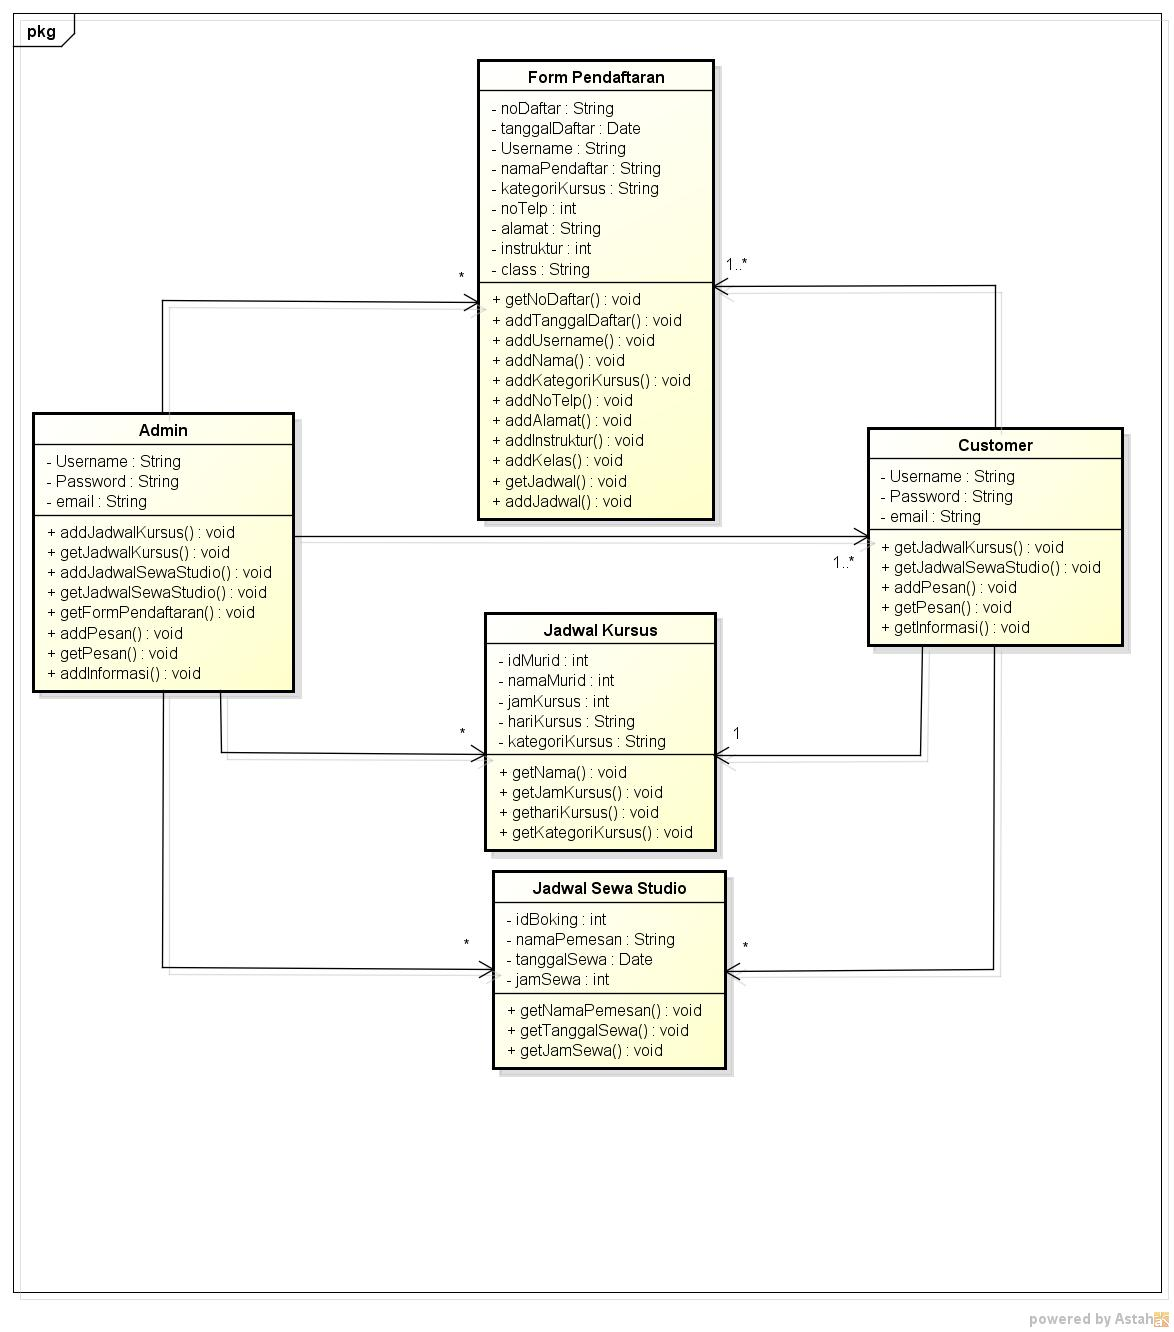 pkg
Form Pendaftaran
- noDaftar : String
- tanggalDaftar : Date
- Username : String
- namaPendaftar : String
- kategoriKursus : String
- noTelp : int
- alamat : String
- instruktur : int
- class : String
+ getNoDaftar() : void
+ addTanggalDaftar() : void
+ addUsername() : void
+ addNama() : void
+ addKategoriKursus() : void
+ addNoTelp() : void
+ addAlamat() : void
+ addInstruktur() : void
+ addKelas() : void
+ getJadwal() : void
+ addJadwal() : void
*
1..*
Admin
- Username : String
- Password : String
- email : String
+ addJadwalKursus() : void
+ getJadwalKursus() : void
+ addJadwalSewaStudio() : void
+ getJadwalSewaStudio() : void
+ getFormPendaftaran() : void
+ addPesan() : void
+ getPesan() : void
+ addInformasi() : void
Customer
- Username : String
- Password : String
- email : String
+ getJadwalKursus() : void
+ getJadwalSewaStudio() : void
+ addPesan() : void
+ getPesan() : void
+ getInformasi() : void
1..*
Jadwal Kursus
- idMurid : int
- namaMurid : int
- jamKursus : int
- hariKursus : String
- kategoriKursus : String
+ getNama() : void
+ getJamKursus() : void
+ gethariKursus() : void
+ getKategoriKursus() : void
*
1
Jadwal Sewa Studio
- idBoking : int
- namaPemesan : String
- tanggalSewa : Date
- jamSewa : int
+ getNamaPemesan() : void
+ getTanggalSewa() : void
+ getJamSewa() : void
*
*
powered by Astah